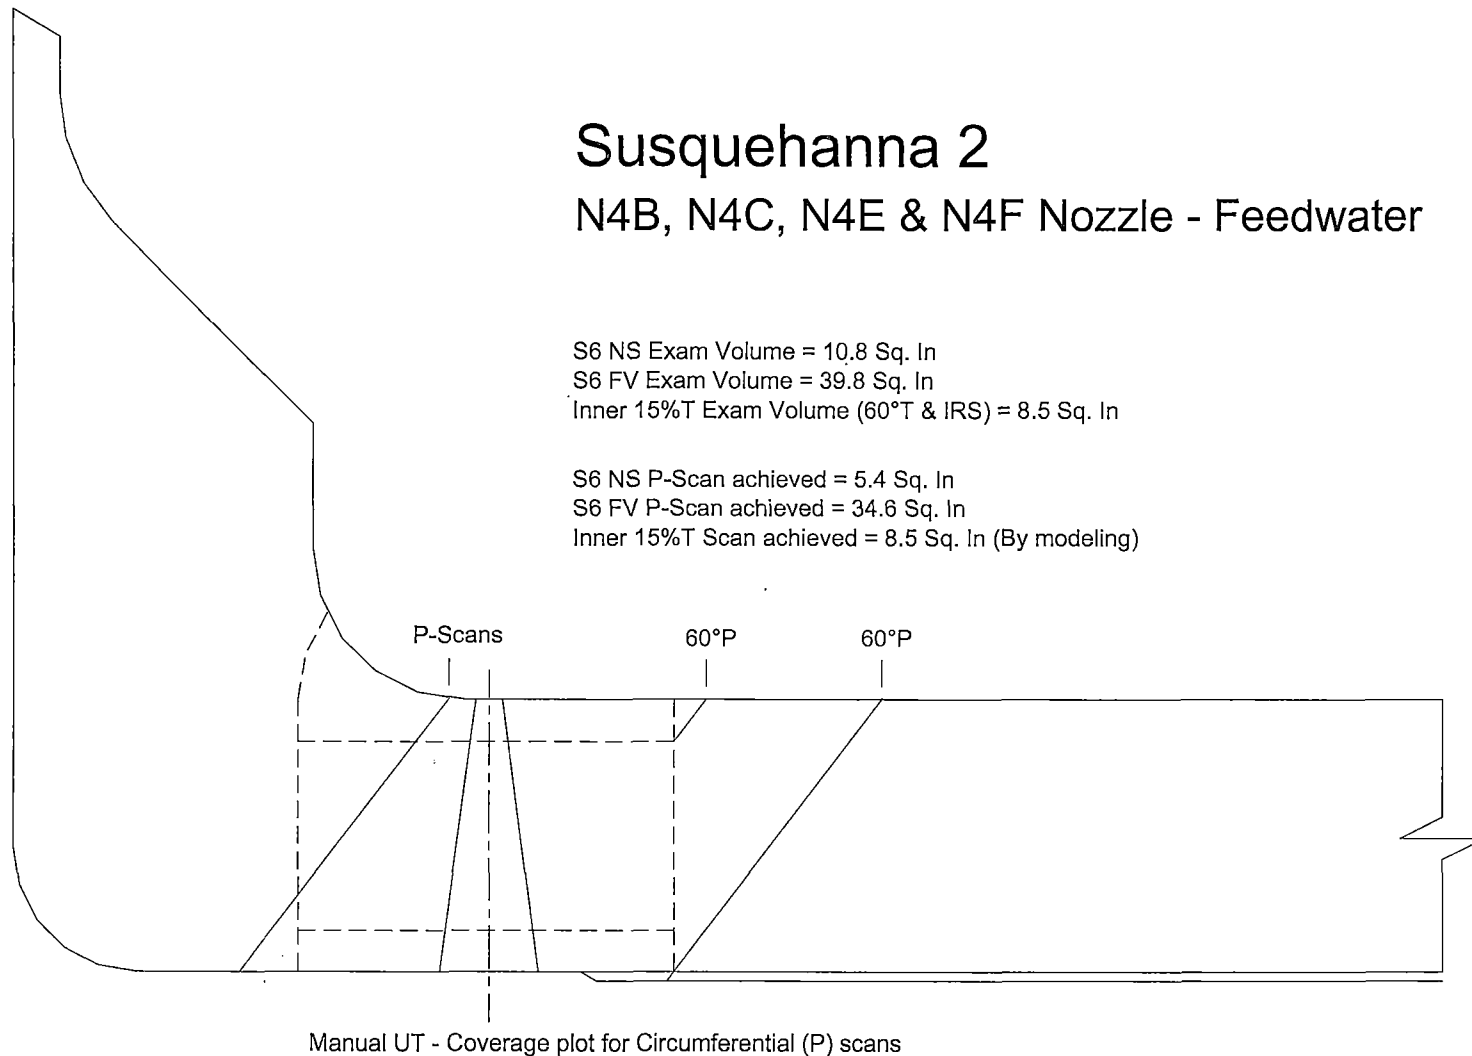 Susquehanna 2
N4B, N4C, N4E & N4F Nozzle - Feedwater
S6 NS Exam Volume = 10.8 Sq. In
S6 FV Exam Volume = 39.8 Sq. In
Inner 15%T Exam Volume (60°T & IRS) = 8.5 Sq. In
S6 NS P-Scan achieved = 5.4 Sq. In
S6 FV P-Scan achieved = 34.6 Sq. In
Inner 15%T Scan achieved = 8.5 Sq. In (By modeling)
P-Scans 60°P 60°P
Manual UT - Coverage plot for Circumferential (P) scans